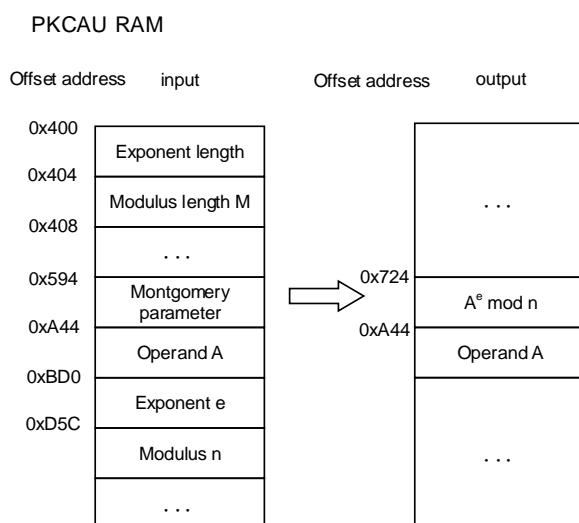 PKCAU RAM
Offset address input
Offset address output
0x400
Exponent length
0x404
Modulus length M
0x408
. . .
0x594
Montgomery
parameter
0xA44
Operand A
0xBD0
Exponent e
0xD5C
Modulus n
. . .
. . .
0x724
Aᵉ mod n
0xA44
Operand A
. . .